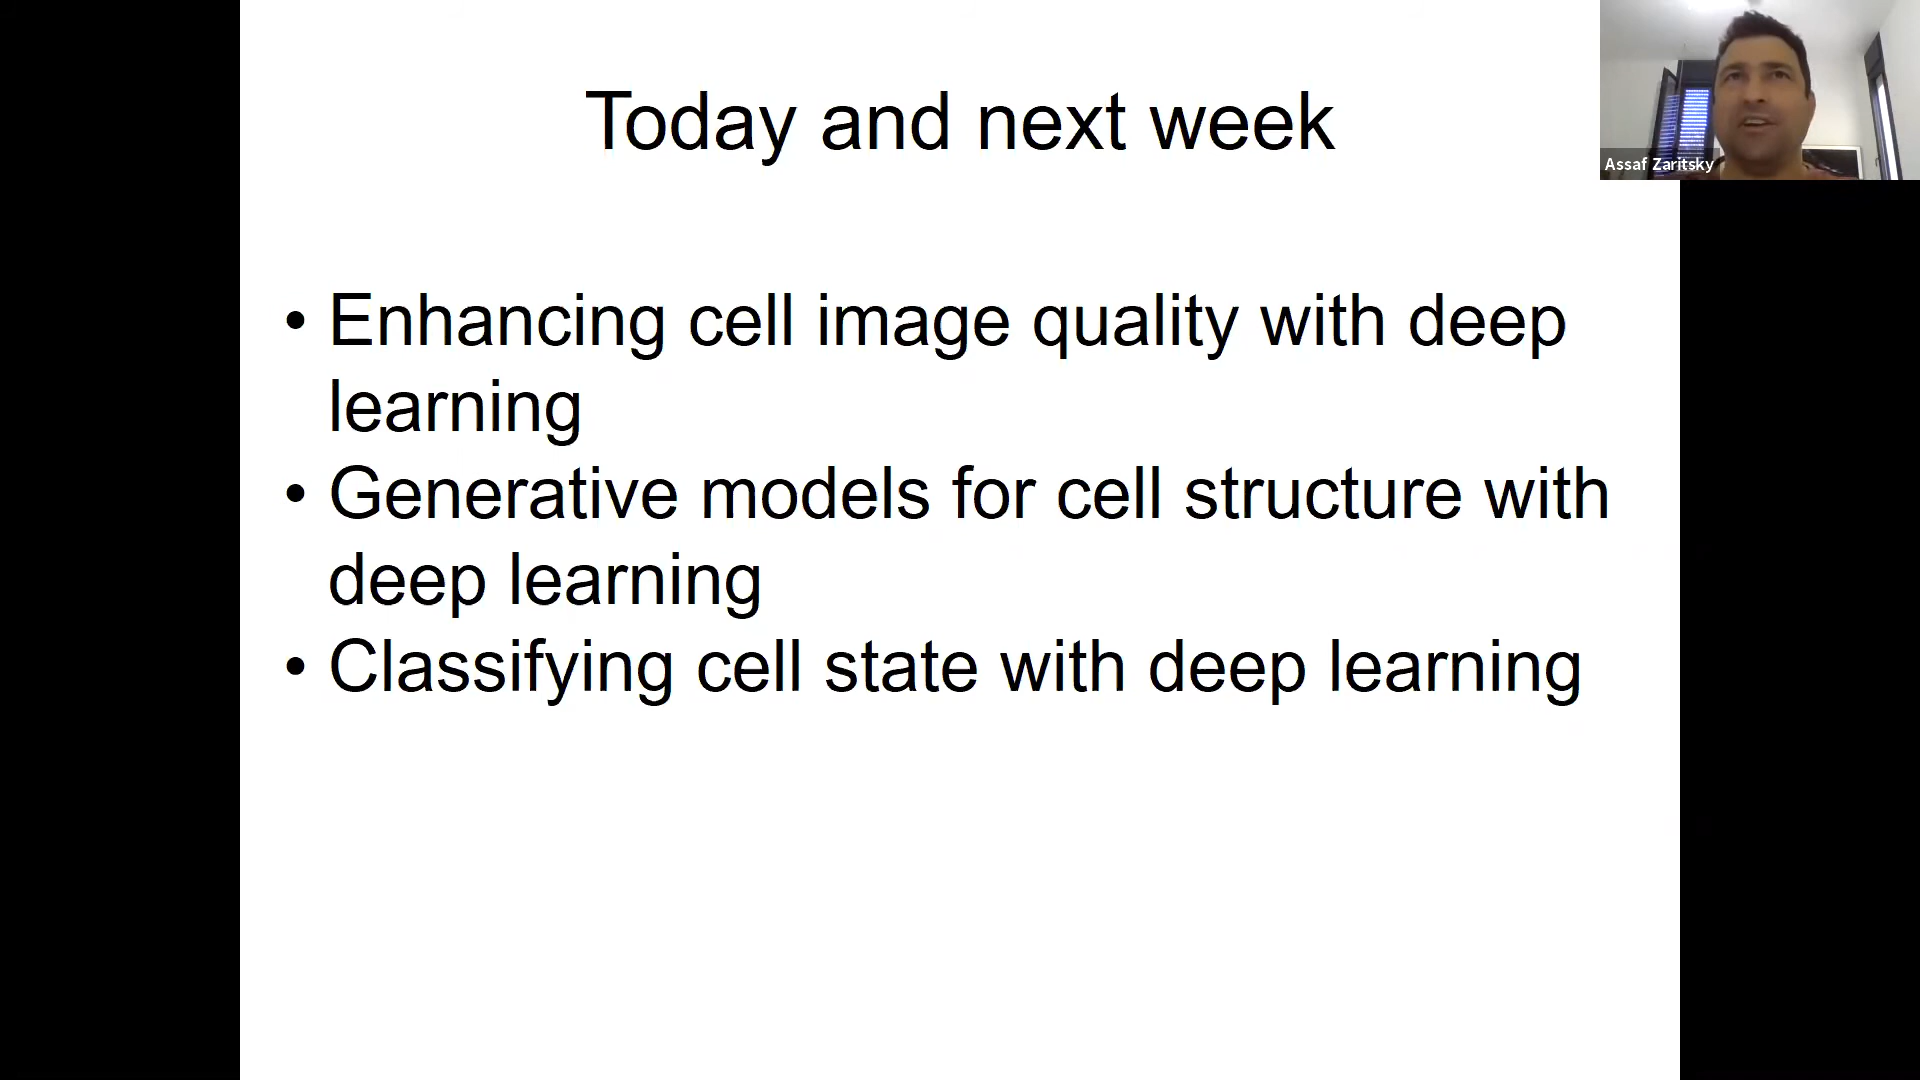 Today and next week
Assaf Zaritsky
• Enhancing cell image quality with deep
learning
• Generative models for cell structure with
deep learning
• Classifying cell state with deep learning